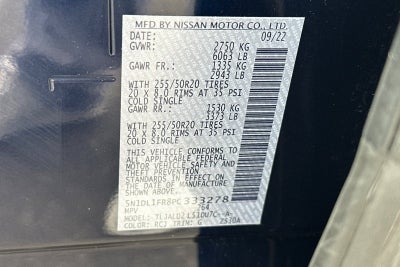 MFD BY NISSAN MOTOR CO., LTD.
DATE: 09/22
GVWR: 2750 KG
6063 LB
GAWR FR.: 1335 KG
2943 LB
WITH 255/50R20 TIRES
20 x 8.0 RIMS AT 35 PSI
COLD SINGLE
GAWR RR.: 1530 KG
3373 LB
WITH 255/50R20 TIRES
20 x 8.0 RIMS AT 35 PSI
COLD SINGLE
THIS VEHICLE CONFORMS TO
ALL APPLICABLE FEDERAL
MOTOR VEHICLE SAFETY AND
THEFT PREVENTION
STANDARDS IN EFFECT ON
THE DATE OF MANUFACTURE
SHOWN ABOVE.
5N1DL1FR8PC333278
MPV
MODEL:
COLOR: RCJ TRIM: G